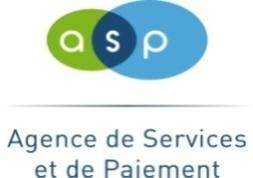 asp
Agence de Services
et de Paiement